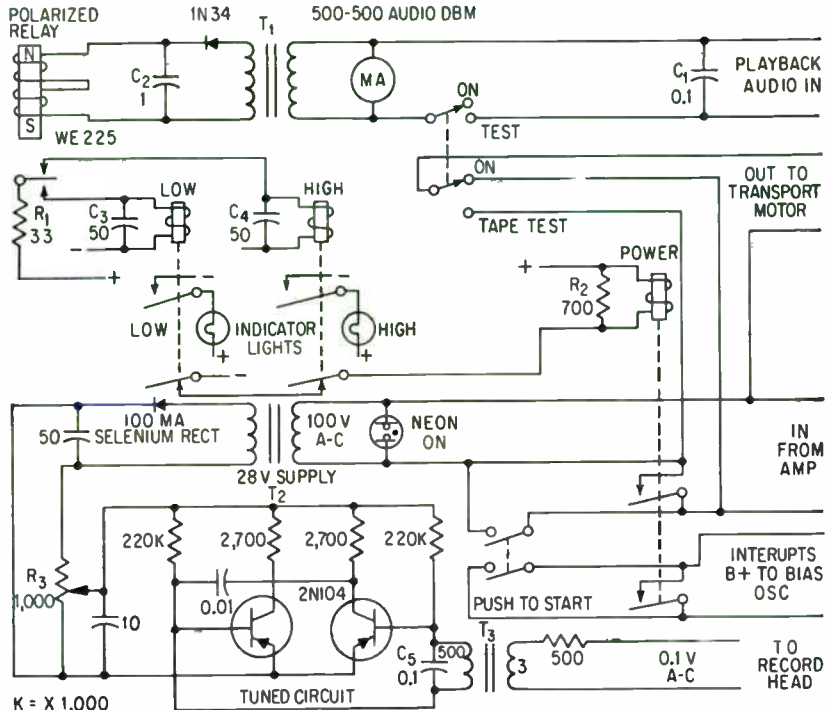 POLARIZED
RELAY
1N34
T1
500-500 AUDIO DBM
N
S
WE225
C2
1
MA
ON
TEST
C1
0.1
PLAYBACK
AUDIO IN
ON
TAPE TEST
OUT TO
TRANSPORT
MOTOR
R1
33
C3
50
LOW
C4
50
HIGH
-
+
POWER
+
R2
700
-
-
LOW
INDICATOR
LIGHTS
HIGH
+
+
-
50
100 MA
SELENIUM RECT
28V SUPPLY
T2
100 V
A-C
NEON
ON
IN
FROM
AMP
220K
2,700
2,700
220K
R3
1,000
10
0.01
2N104
C5
0.1
500
T3
3
500
PUSH TO START
INTERUPTS
B+ TO BIAS
OSC
0.1 V
A-C
TO
RECORD
HEAD
TUNED CIRCUIT
K = X 1,000